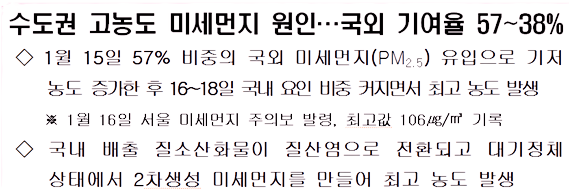 수도권 고농도 미세먼지 원인…국외 기여율 57~38%
◇ 1월 15일 57% 비중의 국외 미세먼지(PM2.5) 유입으로 기저
농도 증가한 후 16~18일 국내 요인 비중 커지면서 최고 농도 발생
※ 1월 16일 서울 미세먼지 주의보 발령, 최고값 106㎍/㎥ 기록
◇ 국내 배출 질소산화물이 질산염으로 전환되고 대기정체
상태에서 2차생성 미세먼지를 만들어 최고 농도 발생